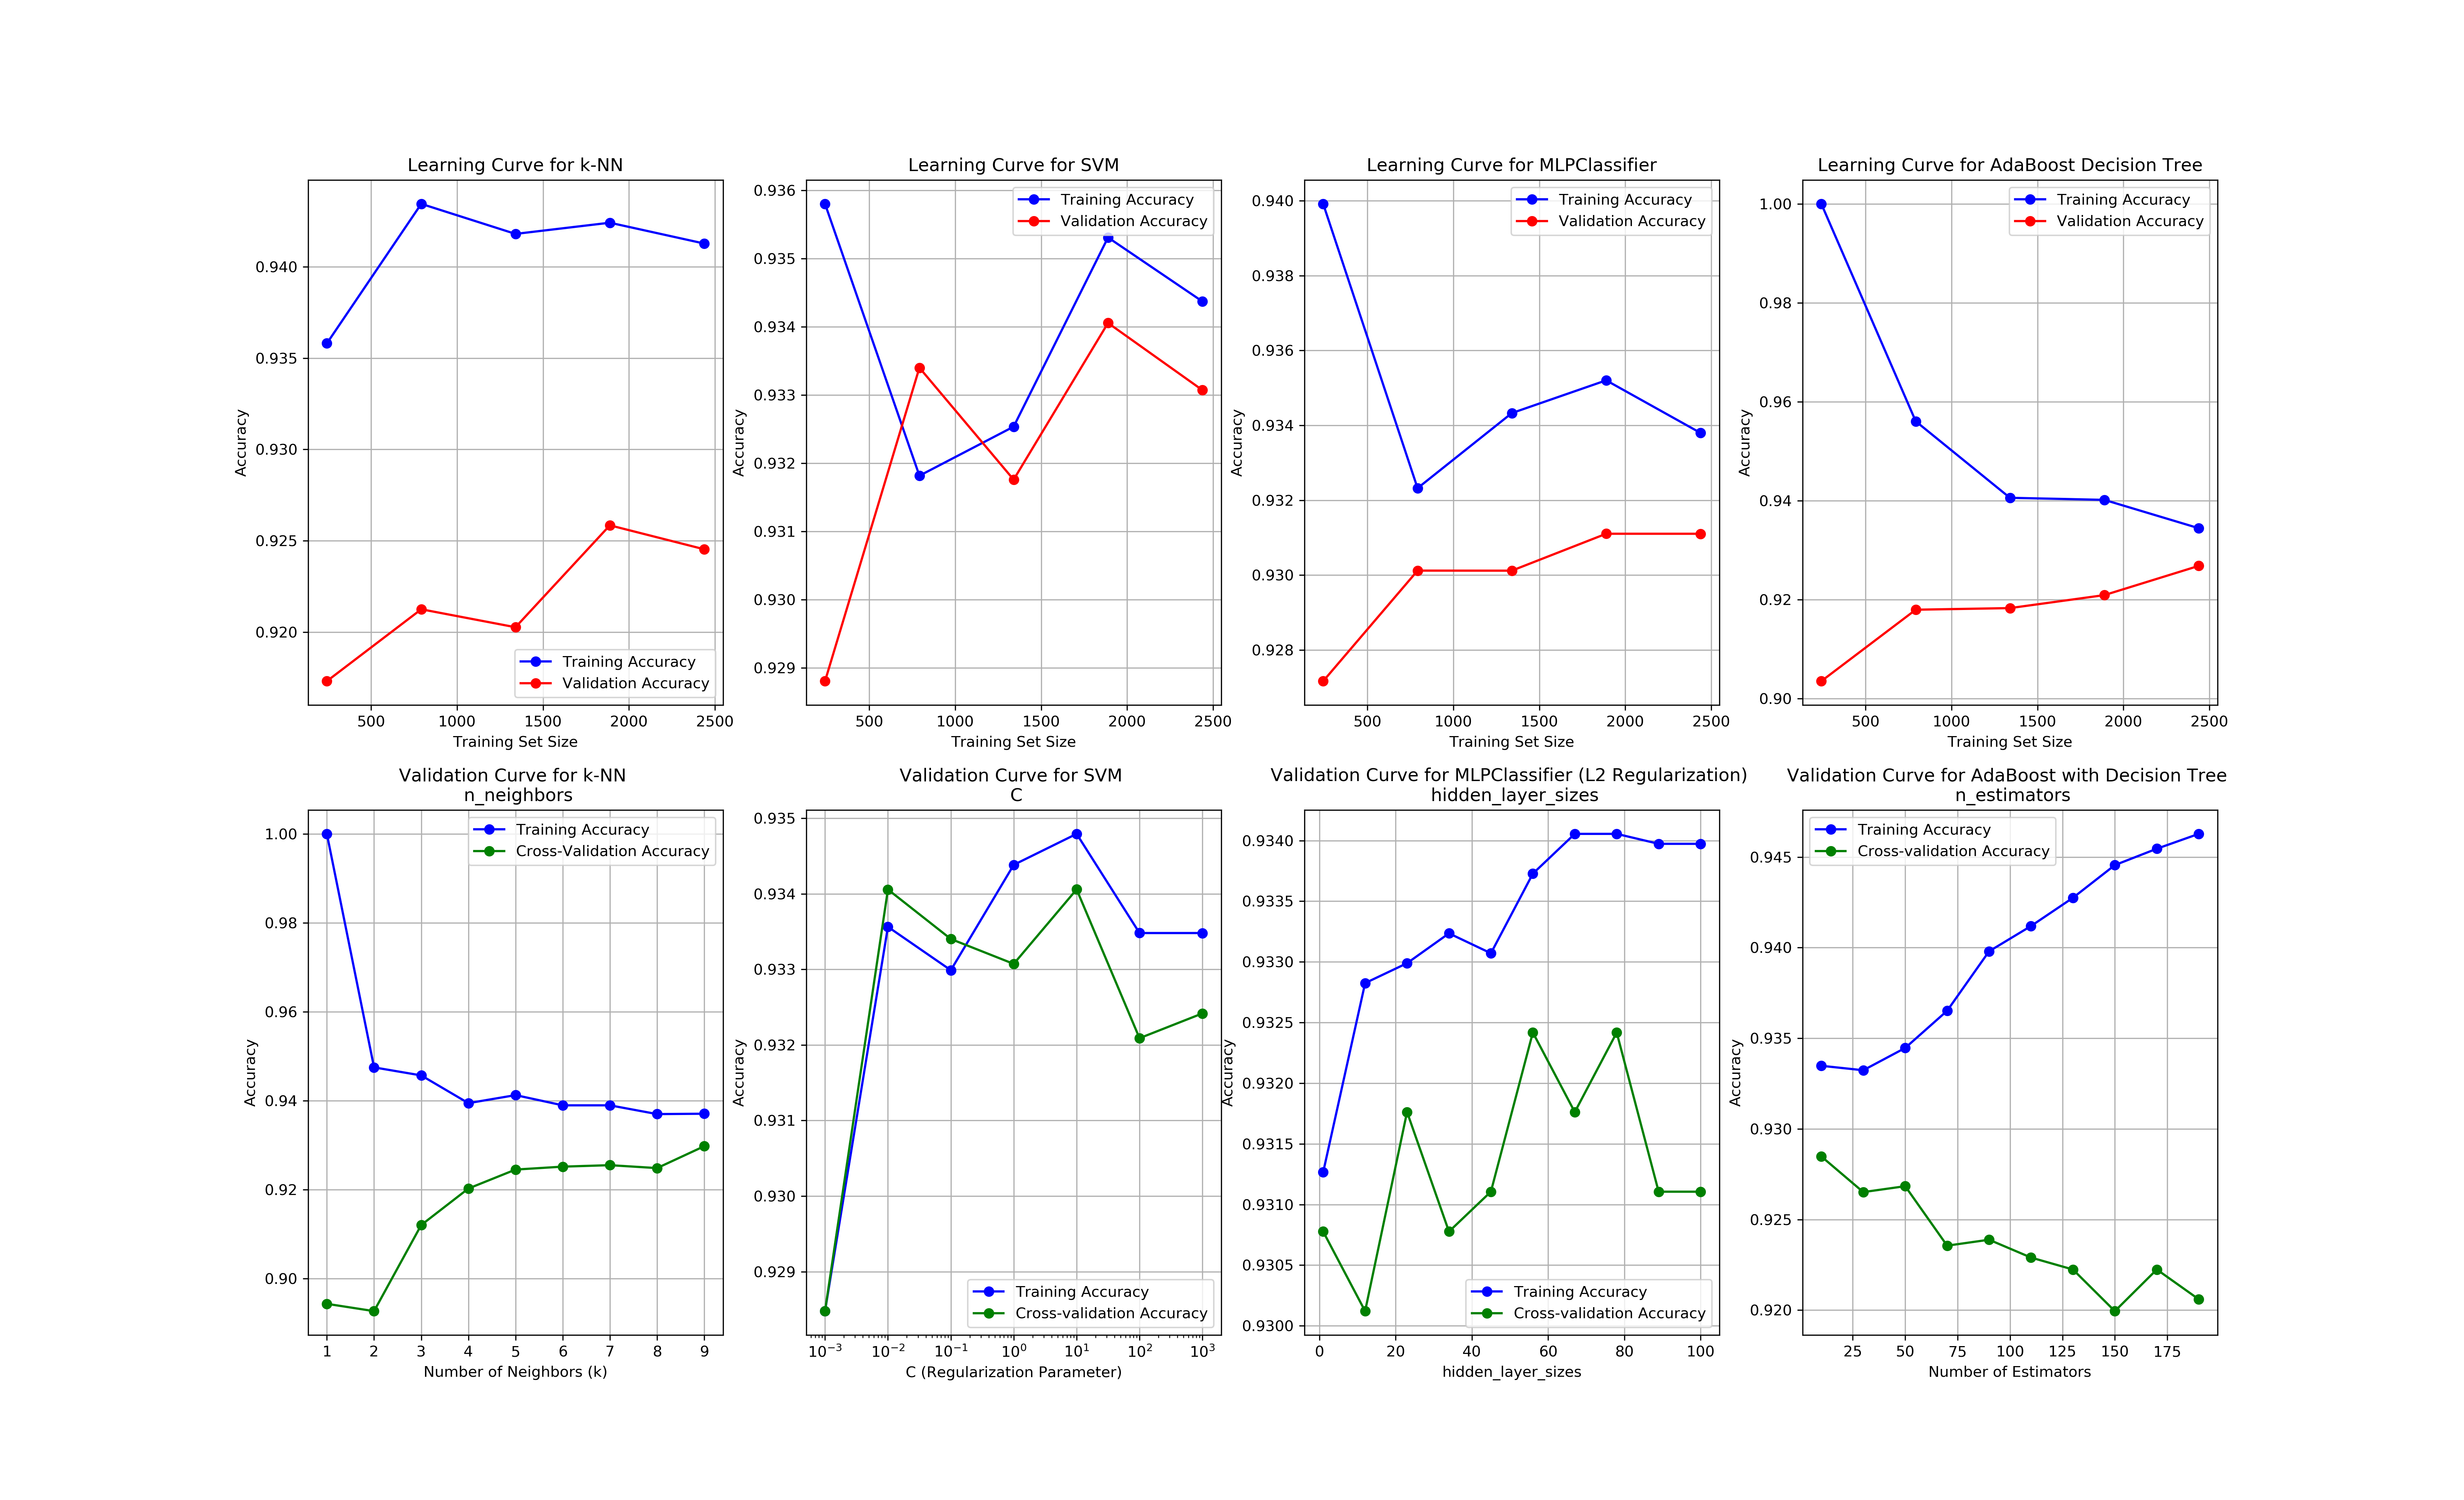 Learning Curve for k-NN
Accuracy
0.940
0.935
0.930
0.925
0.920
Training Accuracy
Validation Accuracy
500 1000 1500 2000 2500
Training Set Size
Learning Curve for SVM
Accuracy
0.936
0.935
0.934
0.933
0.932
0.931
0.930
0.929
Training Accuracy
Validation Accuracy
500 1000 1500 2000 2500
Training Set Size
Learning Curve for MLPClassifier
Accuracy
0.940
0.938
0.936
0.934
0.932
0.930
0.928
Training Accuracy
Validation Accuracy
500 1000 1500 2000 2500
Training Set Size
Learning Curve for AdaBoost Decision Tree
Accuracy
1.00
0.98
0.96
0.94
0.92
0.90
Training Accuracy
Validation Accuracy
500 1000 1500 2000 2500
Training Set Size
Validation Curve for k-NN
n_neighbors
Accuracy
1.00
0.98
0.96
0.94
0.92
0.90
Training Accuracy
Cross-Validation Accuracy
1 2 3 4 5 6 7 8 9
Number of Neighbors (k)
Validation Curve for SVM
C
Accuracy
0.935
0.934
0.933
0.932
0.931
0.930
0.929
Training Accuracy
Cross-validation Accuracy
10⁻³ 10⁻² 10⁻¹ 10⁰ 10¹ 10² 10³
C (Regularization Parameter)
Validation Curve for MLPClassifier (L2 Regularization)
hidden_layer_sizes
Accuracy
0.9340
0.9335
0.9330
0.9325
0.9320
0.9315
0.9310
0.9305
0.9300
Training Accuracy
Cross-validation Accuracy
0 20 40 60 80 100
hidden_layer_sizes
Validation Curve for AdaBoost with Decision Tree
n_estimators
Accuracy
0.945
0.940
0.935
0.930
0.925
0.920
Training Accuracy
Cross-validation Accuracy
25 50 75 100 125 150 175
Number of Estimators